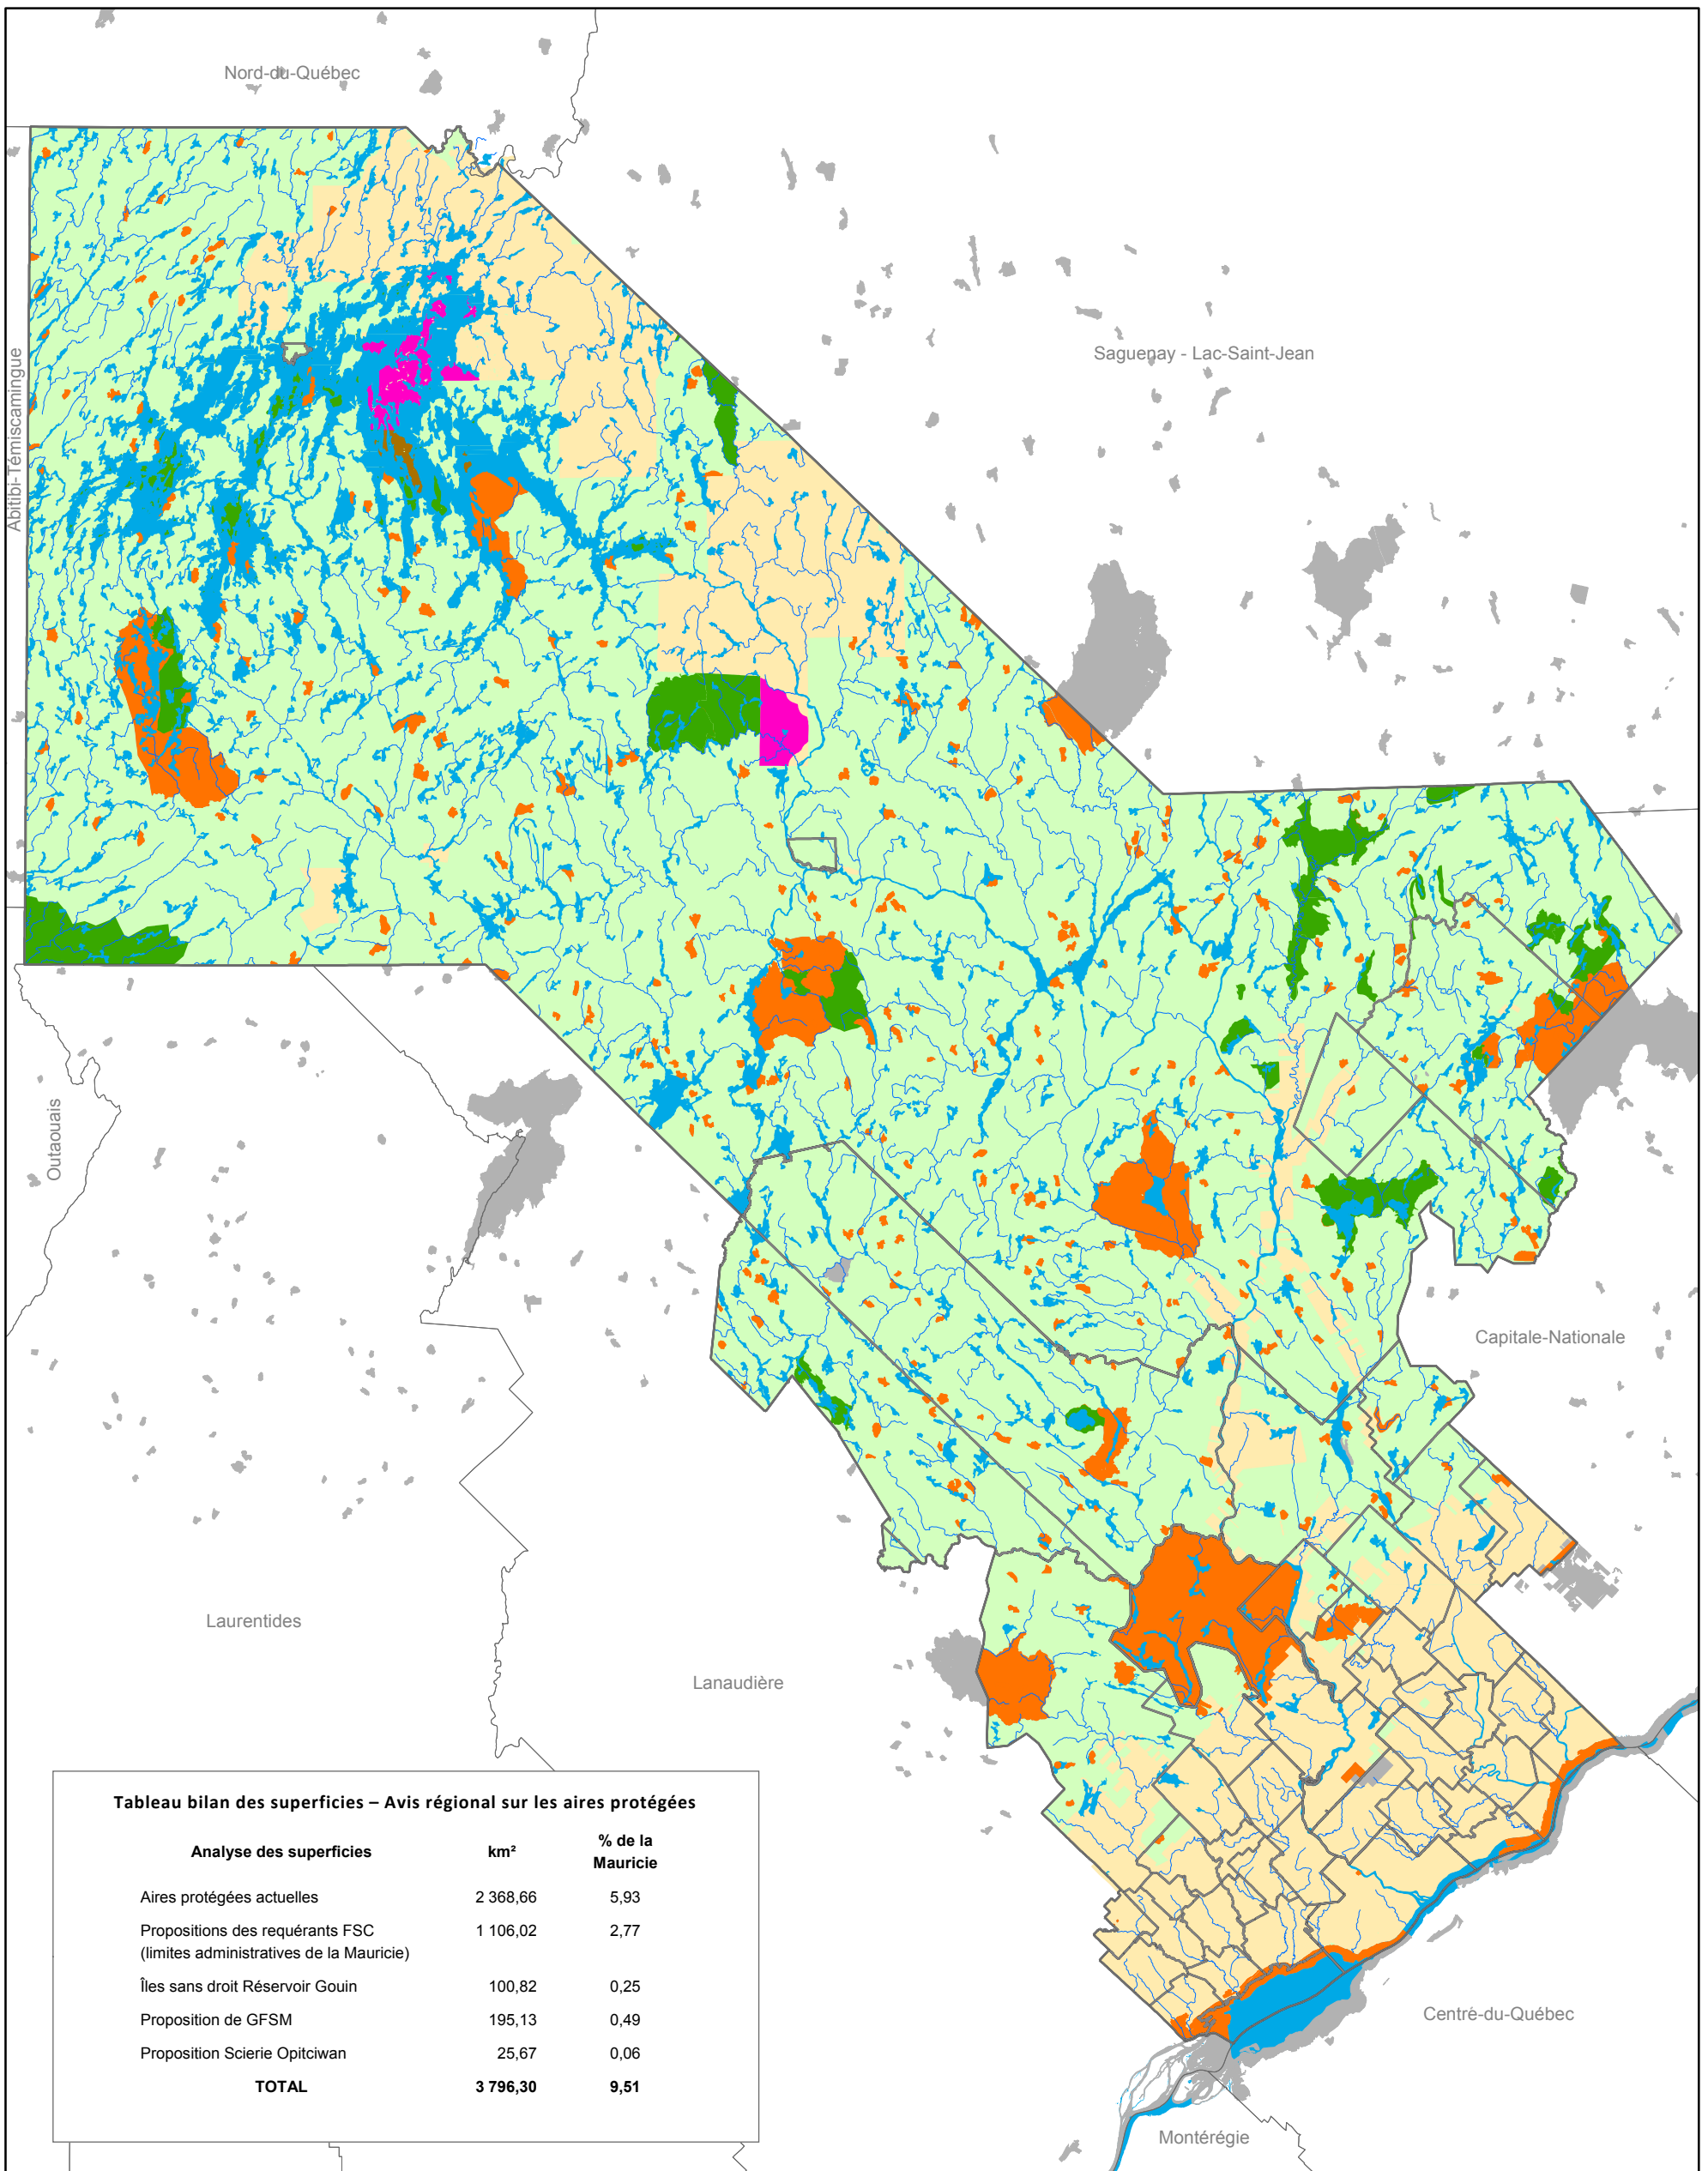 Nord-du-Québec
Saguenay - Lac-Saint-Jean
Abitibi-Témiscamingue
Outaouais
Capitale-Nationale
Laurentides
Lanaudière
Centre-du-Québec
Montérégie
Tableau bilan des superficies – Avis régional sur les aires protégées
Analyse des superficies km² % de la
Mauricie
Aires protégées actuelles 2 368,66 5,93
Propositions des requérants FSC 1 106,02 2,77
(limites administratives de la Mauricie)
Îles sans droit Réservoir Gouin 100,82 0,25
Proposition de GFSM 195,13 0,49
Proposition Scierie Opitciwan 25,67 0,06
TOTAL 3 796,30 9,51